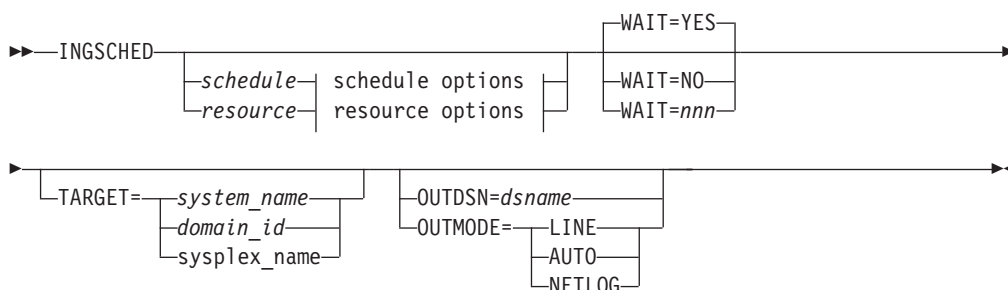 WAIT=YES
INGSCHED
schedule schedule options WAIT=NO
resource resource options WAIT=nnn
TARGET= system_name OUTDSN=dsname
domain_id OUTMODE= LINE
sysplex_name AUTO
NETLOG